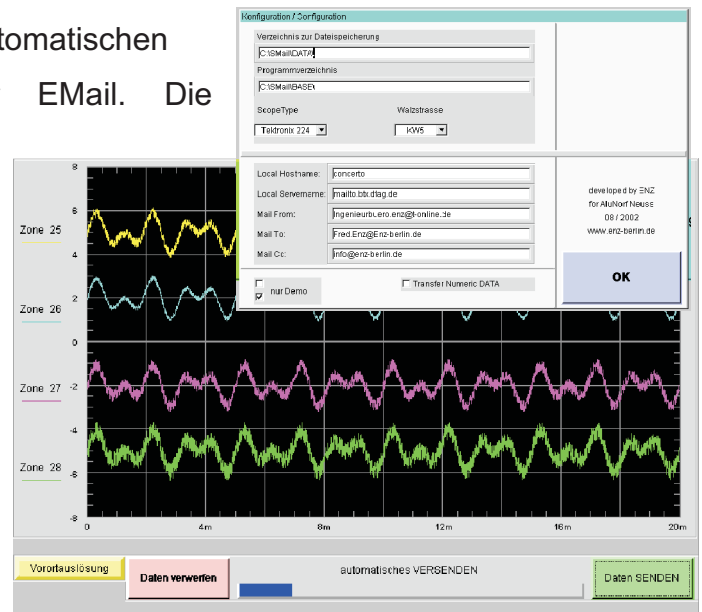 tomatischen
EMail. Die
Konfiguration / Configuration
Verzeichnis zur Dateispeicherung
C:\SMail\DATA\
Programmverzeichnis
C:\SMail\BASE\
ScopeType Walzstrasse
Tektronix 224 KW5
Local Hostname: concerto
Local Servername: mailto.btx.dtag.de
Mail From: Ingenieurbuero.enz@t-online.de
Mail To: Fred.Enz@Enz-berlin.de
Mail Cc: info@enz-berlin.de
nur Demo
Transfer Numeric DATA
developed by ENZ
for AluNorf Neuss
08 / 2002
www.enz-berlin.de
OK
8
6
4
2
0
-2
-4
-6
-8
Zone 25
Zone 26
Zone 27
Zone 28
0 4m 8m 12m 16m 20m
Vorortauslösung
Daten verwerfen
automatisches VERSENDEN
Daten SENDEN